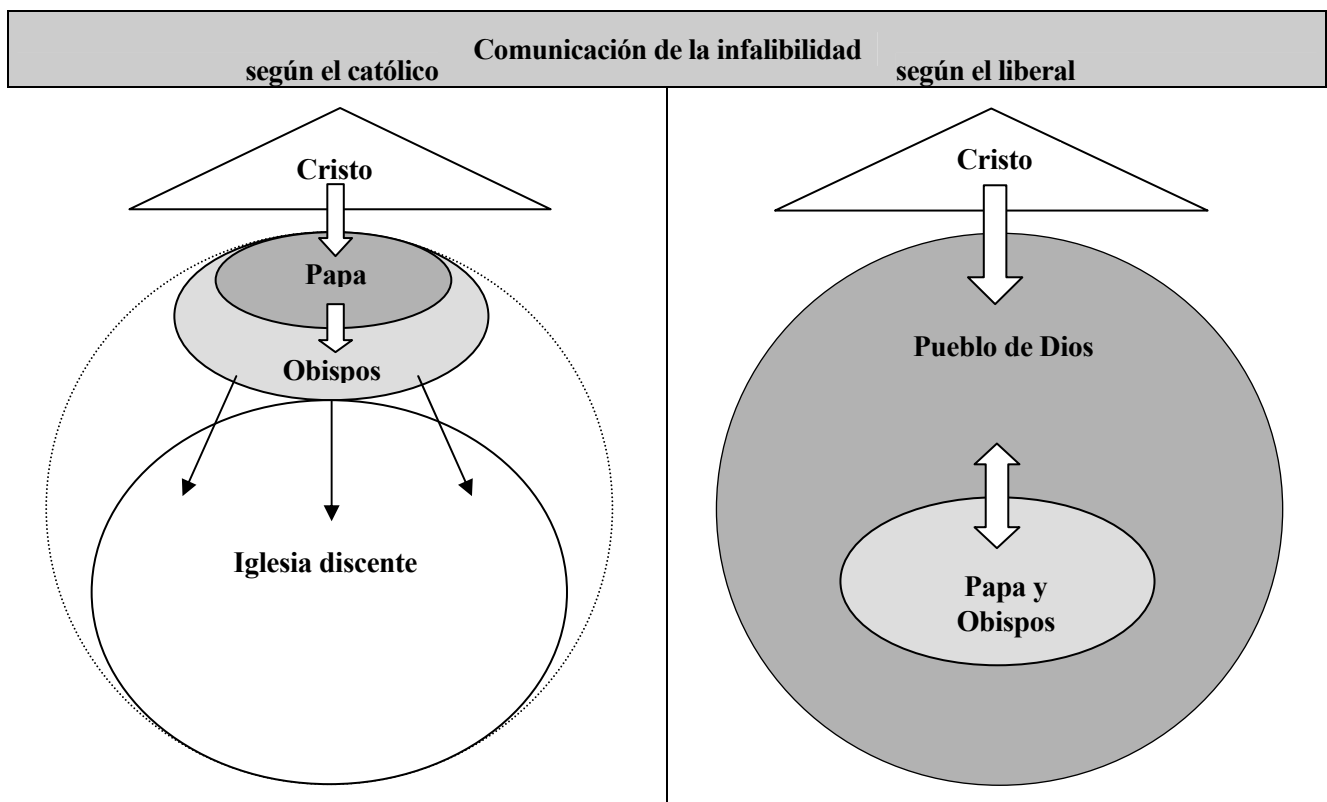 Comunicación de la infalibilidad
según el católico
según el liberal
Cristo
Papa
Obispos
Iglesia discente
Cristo
Pueblo de Dios
Papa y
Obispos